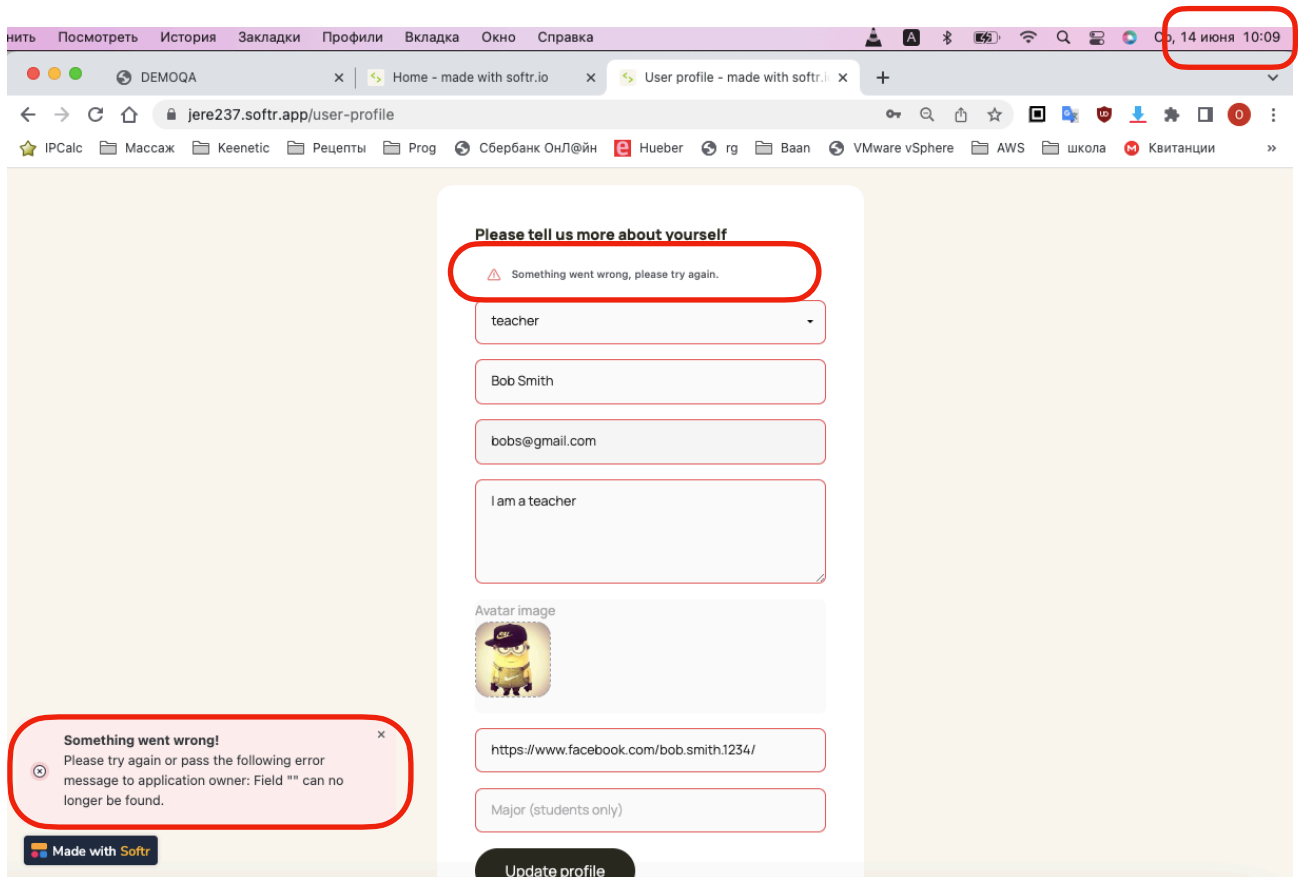 нить Посмотреть История Закладки Профили Вкладка Окно Справка A Ср, 14 июня 10:09
DEMOQA Home - made with softr.io User profile - made with softr.i
jere237.softr.app/user-profile O
IPCalc Массаж Keenetic Рецепты Prog Сбербанк ОнЛ@йн e Hueber rg Baan VMware vSphere AWS школа M Квитанции »
Please tell us more about yourself
Something went wrong, please try again.
teacher
Bob Smith
bobs@gmail.com
I am a teacher
Avatar image
https://www.facebook.com/bob.smith.1234/
Major (students only)
Update profile
Something went wrong!
Please try again or pass the following error
message to application owner: Field "" can no
longer be found.
Made with Softr